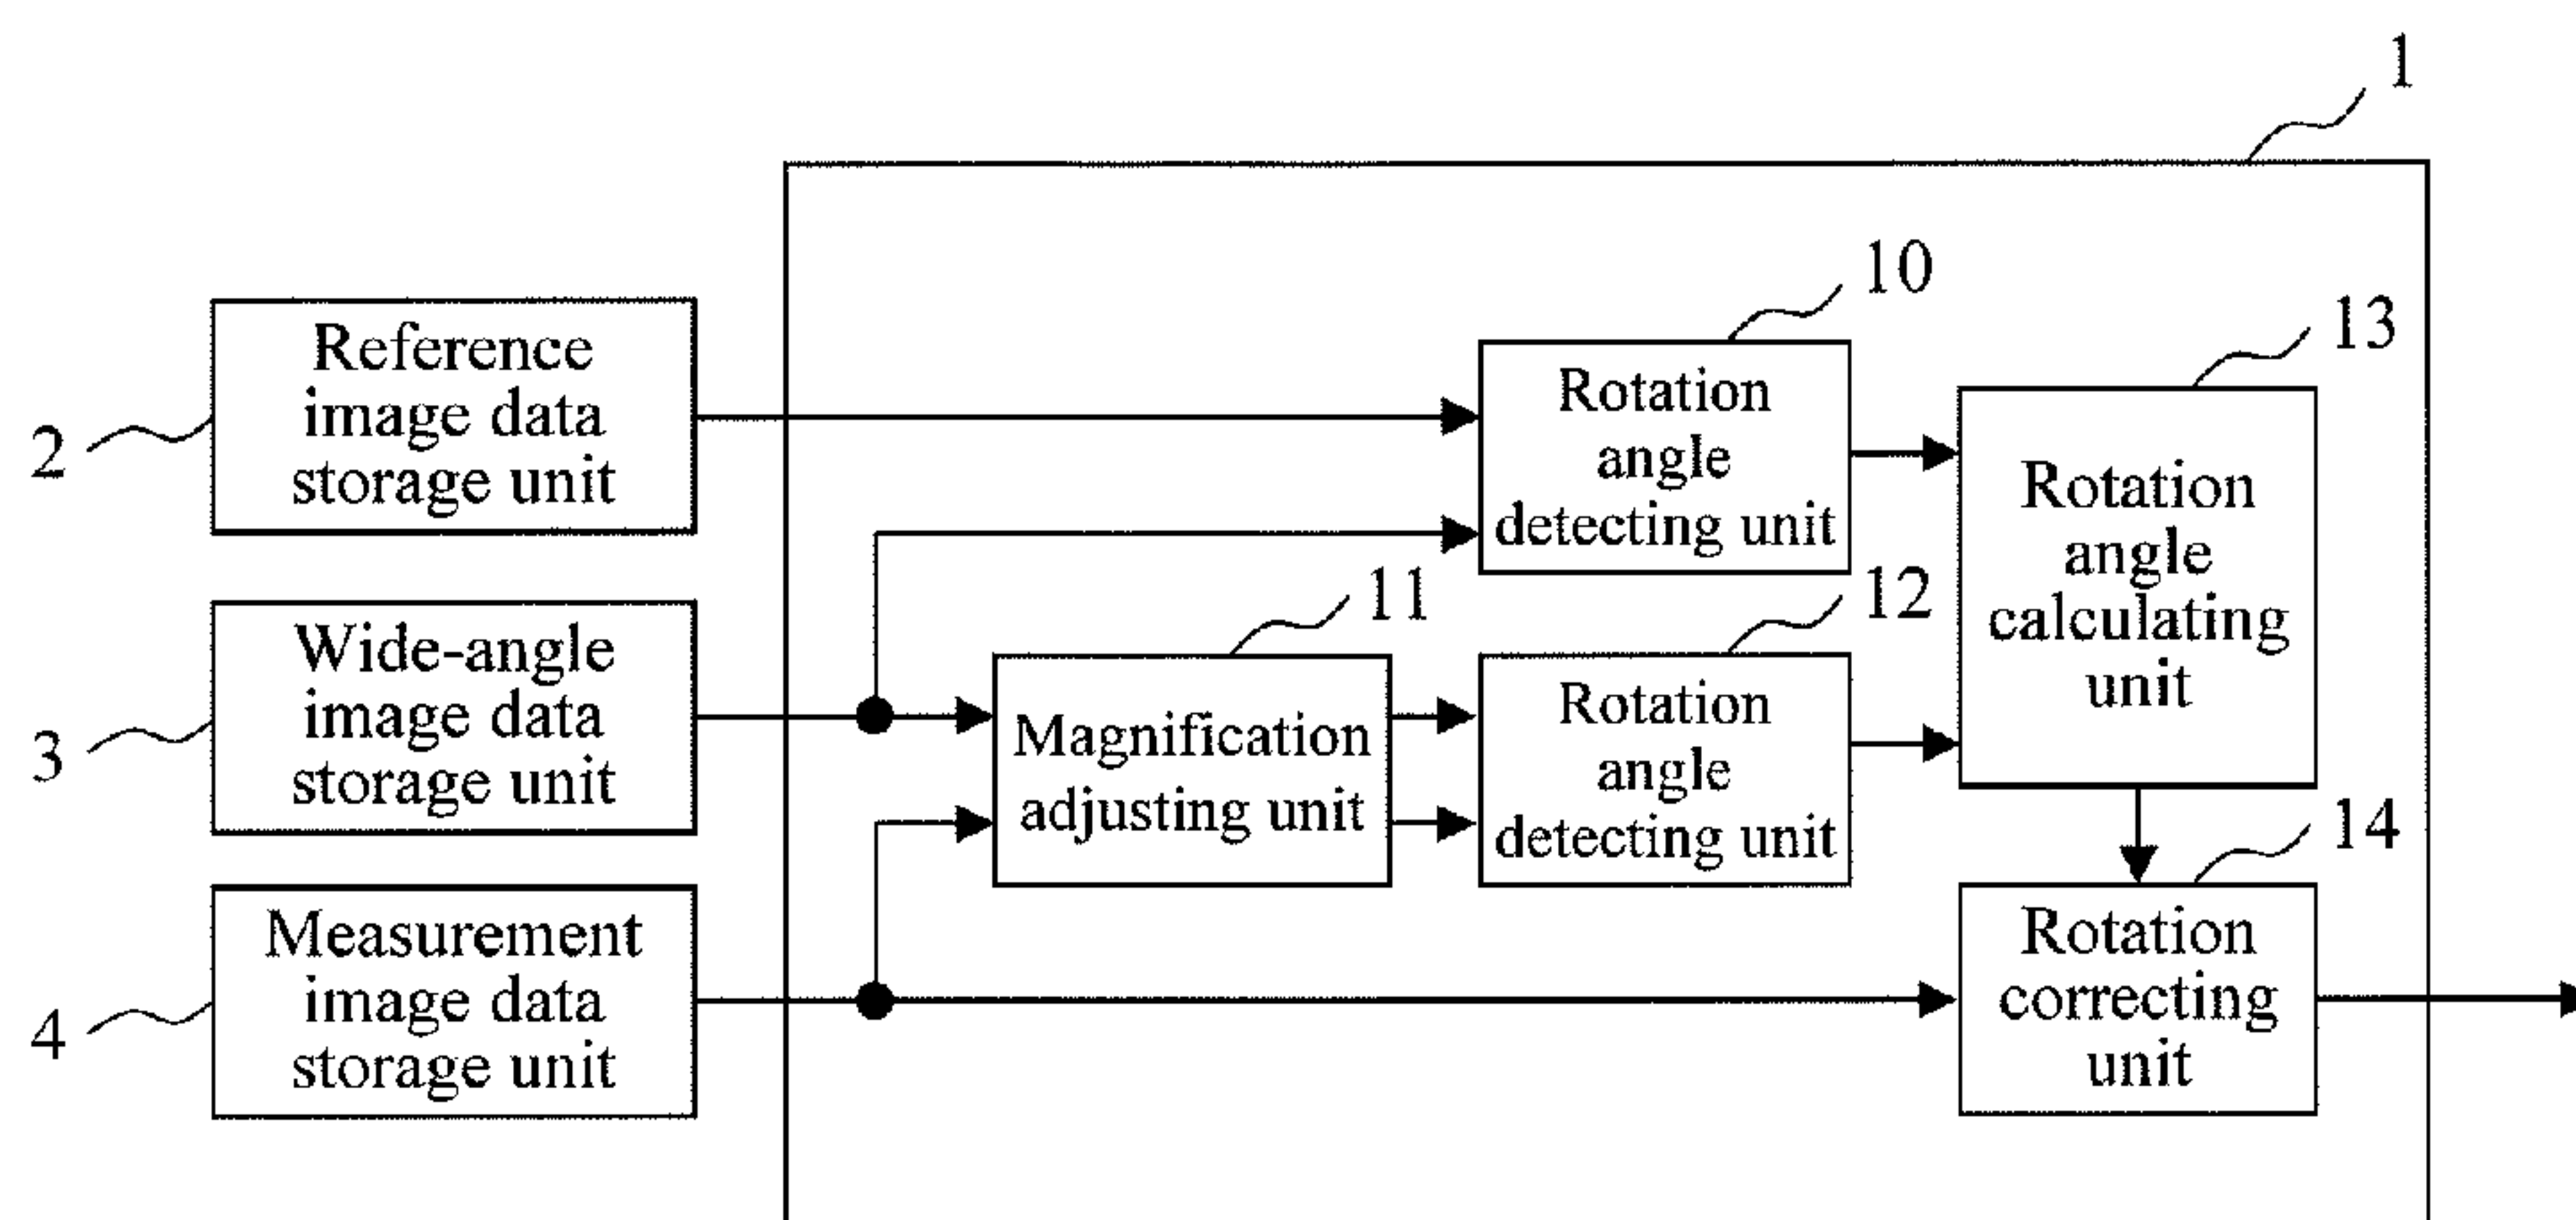 1
10
13
Reference
image data
storage unit
2
Rotation
angle
detecting unit
Rotation
angle
calculating
unit
11
12
Wide-angle
image data
storage unit
3
Magnification
adjusting unit
Rotation
angle
detecting unit
14
Measurement
image data
storage unit
4
Rotation
correcting
unit